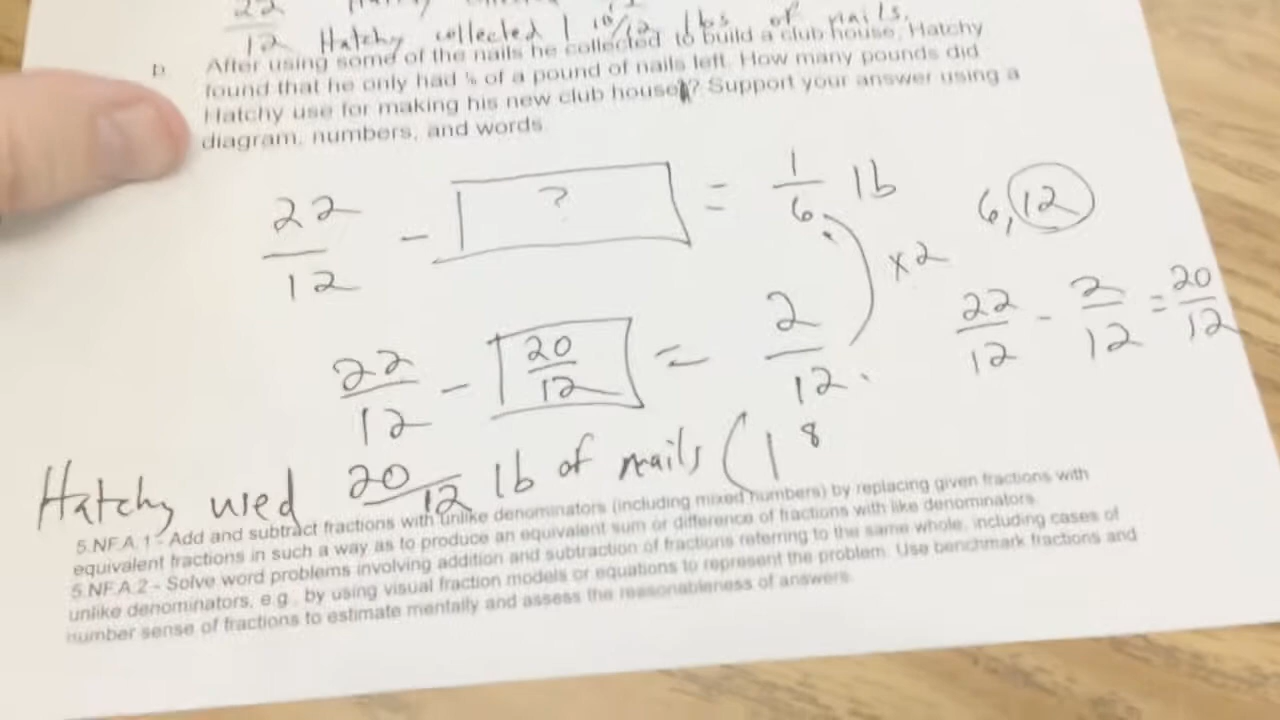 22
12 Hatchy collected 1 10/12 lbs of nails.
b. After using some of the nails he collected to build a club house, Hatchy
found that he only had ⅙ of a pound of nails left. How many pounds did
Hatchy use for making his new club house? Support your answer using a
diagram, numbers, and words.
22/12 - ? = 1/6 lb 6, 12
×2
22/12 - 20/12 = 2/12. 22/12 - 2/12 = 20/12
Hatchy used 20/12 lb of nails (1 8
5.NF.A.1 - Add and subtract fractions with unlike denominators (including mixed numbers) by replacing given fractions with
equivalent fractions in such a way as to produce an equivalent sum or difference of fractions with like denominators.
5.NF.A.2 - Solve word problems involving addition and subtraction of fractions referring to the same whole, including cases of
unlike denominators, e.g., by using visual fraction models or equations to represent the problem. Use benchmark fractions and
number sense of fractions to estimate mentally and assess the reasonableness of answers.